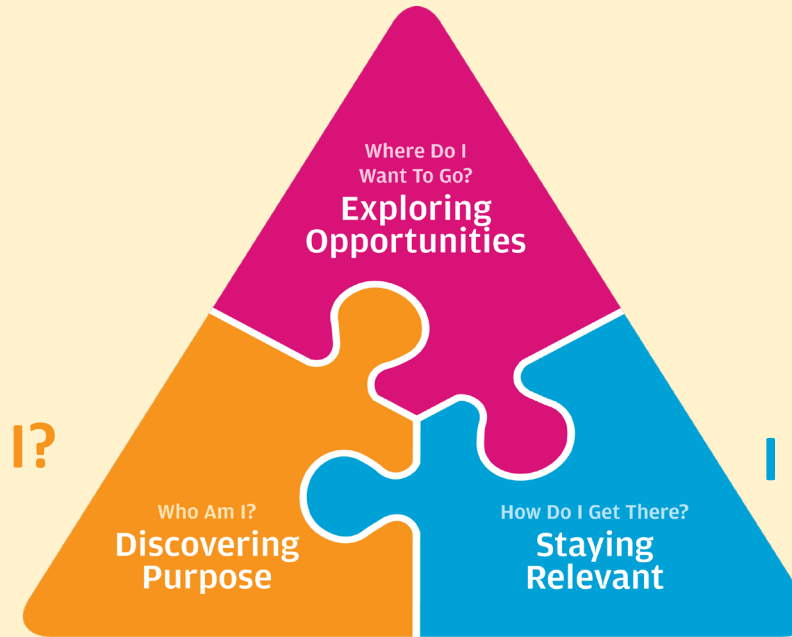 Where Do I
Want To Go?
Exploring
Opportunities
I?
I
Who Am I?
Discovering
Purpose
How Do I Get There?
Staying
Relevant